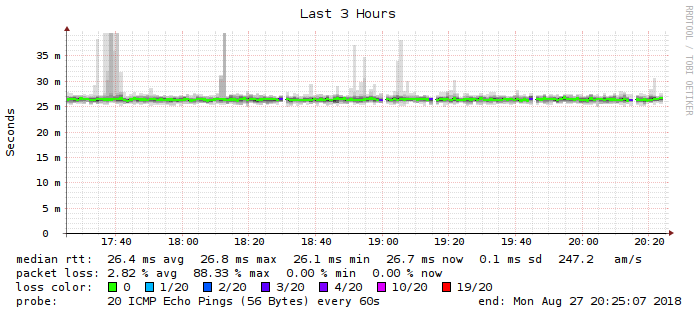 Last 3 Hours
RRDTOOL / TOBI OETIKER
Seconds
35 m
30 m
25 m
20 m
15 m
10 m
5 m
0
17:40 18:00 18:20 18:40 19:00 19:20 19:40 20:00 20:20
median rtt: 26.4 ms avg 26.8 ms max 26.1 ms min 26.7 ms now 0.1 ms sd 247.2 am/s
packet loss: 2.82 % avg 88.33 % max 0.00 % min 0.00 % now
loss color: 0 1/20 2/20 3/20 4/20 10/20 19/20
probe: 20 ICMP Echo Pings (56 Bytes) every 60s end: Mon Aug 27 20:25:07 2018